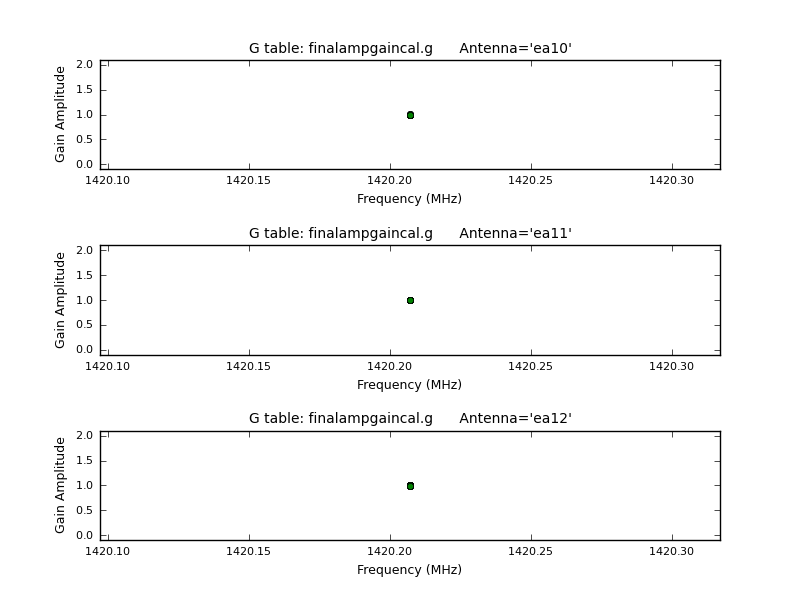 G table: finalampgaincal.g Antenna='ea10'
Gain Amplitude
2.0
1.5
1.0
0.5
0.0
1420.10 1420.15 1420.20 1420.25 1420.30
Frequency (MHz)
G table: finalampgaincal.g Antenna='ea11'
Gain Amplitude
2.0
1.5
1.0
0.5
0.0
1420.10 1420.15 1420.20 1420.25 1420.30
Frequency (MHz)
G table: finalampgaincal.g Antenna='ea12'
Gain Amplitude
2.0
1.5
1.0
0.5
0.0
1420.10 1420.15 1420.20 1420.25 1420.30
Frequency (MHz)